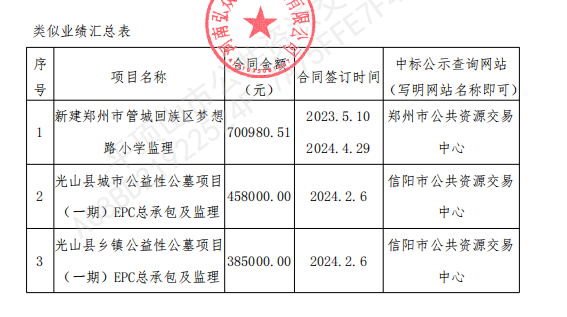 类似业绩汇总表
序号 项目名称 合同金额（元） 合同签订时间 中标公示查询网站（写明网站名称即可）
1 新建郑州市管城回族区梦想路小学监理 700980.51 2023.5.10 2024.4.29 郑州市公共资源交易中心
2 光山县城市公益性公墓项目（一期）EPC总承包及监理 458000.00 2024.2.6 信阳市公共资源交易中心
3 光山县乡镇公益性公墓项目（一期）EPC总承包及监理 385000.00 2024.2.6 信阳市公共资源交易中心